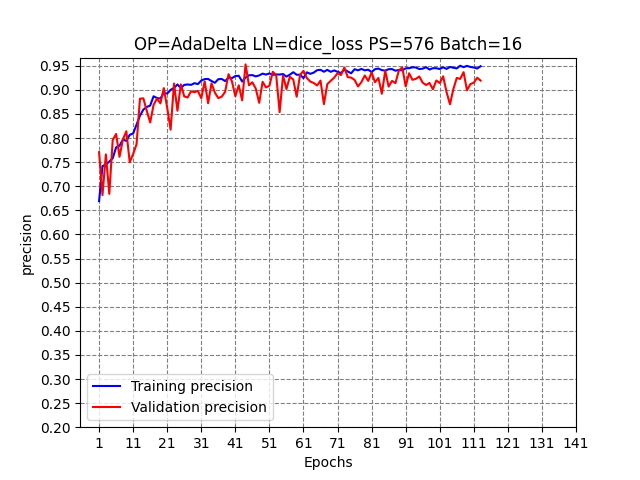 OP=AdaDelta LN=dice_loss PS=576 Batch=16
0.95
0.90
0.85
0.80
0.75
0.70
0.65
0.60
0.55
0.50
0.45
0.40
0.35
0.30
0.25
0.20
precision
Training precision
Validation precision
1 11 21 31 41 51 61 71 81 91 101 111 121 131 141
Epochs